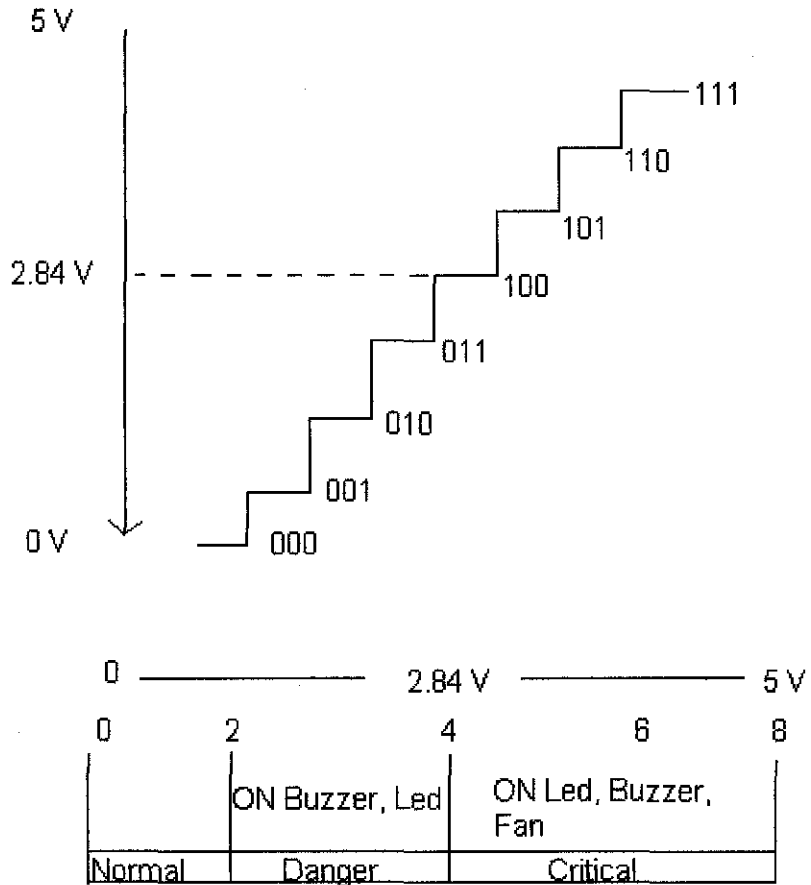 5 V
111
110
101
2.84 V
100
011
010
001
0 V
000
0 2.84 V 5 V
0 2 4 6 8
ON Buzzer, Led
ON Led, Buzzer,
Fan
Normal Danger Critical